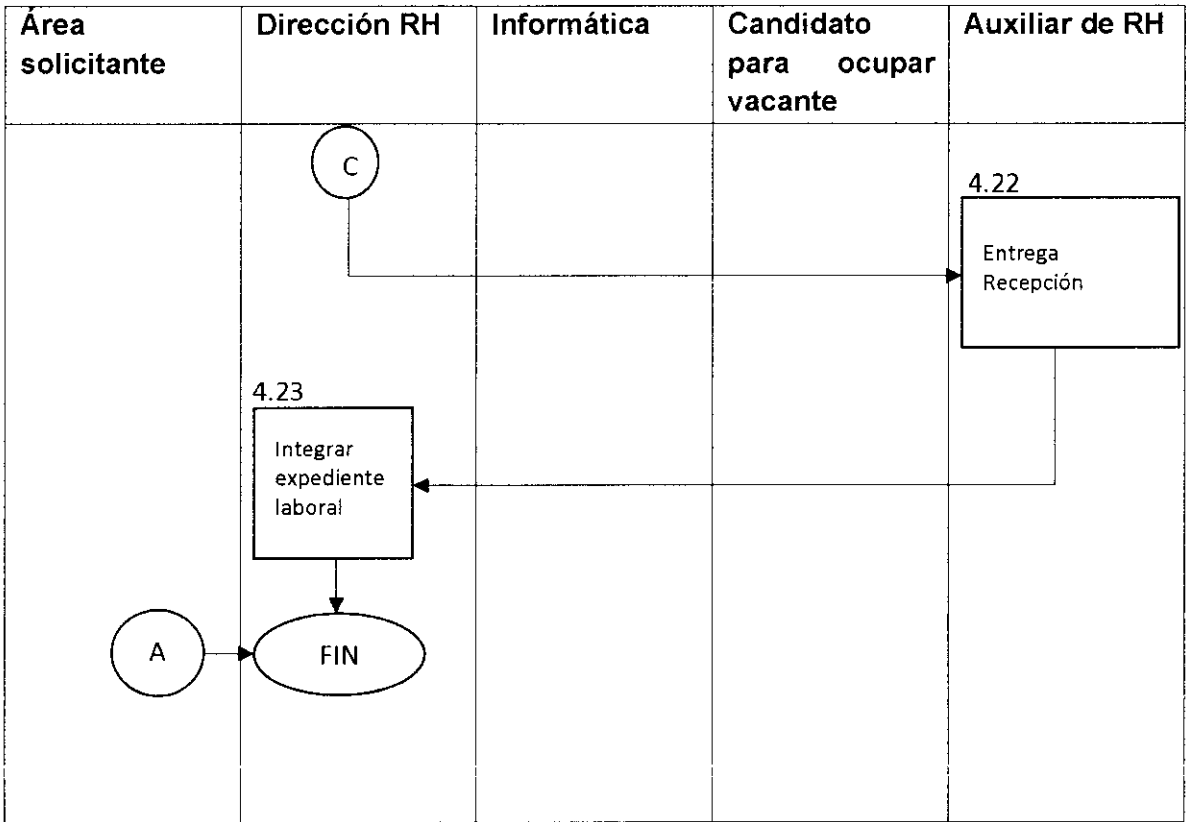 Área
solicitante
Dirección RH
Informática
Candidato
para ocupar
vacante
Auxiliar de RH
C
4.22
Entrega
Recepción
4.23
Integrar
expediente
laboral
A
FIN